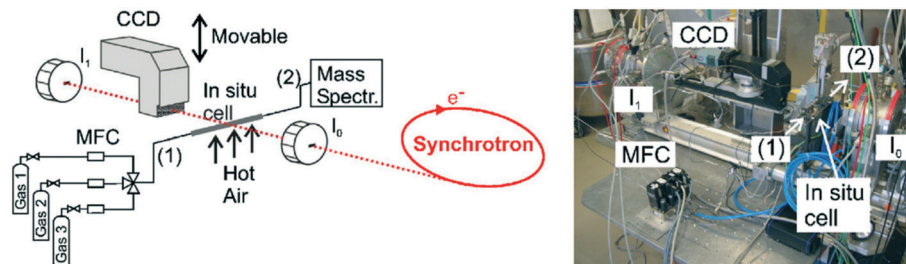 CCD
Movable
I1
In situ
cell
(2)
Mass
Spectr.
e-
MFC
(1)
I0
Synchrotron
Hot
Air
Gas 1
Gas 2
Gas 3
CCD
(2)
I1
(1)
I0
MFC
In situ
cell